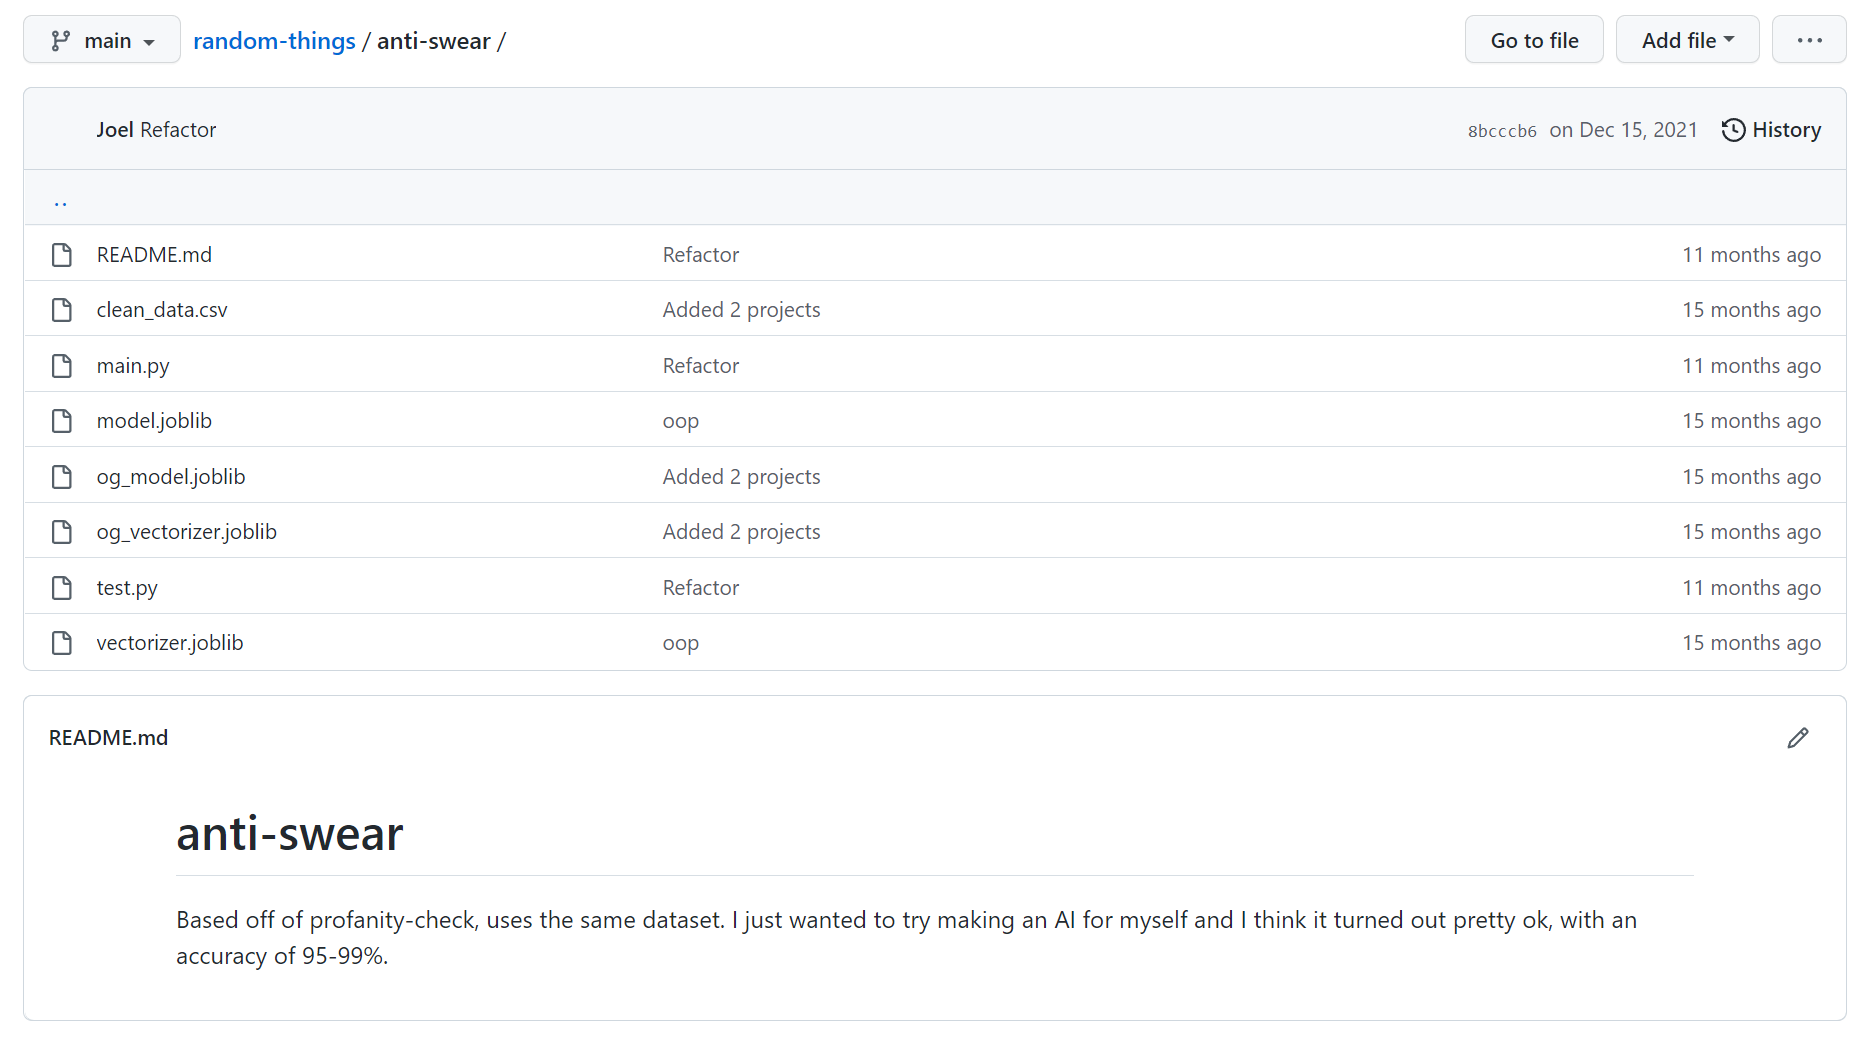 main
random-things / anti-swear /
Go to file
Add file
Joel Refactor
8bcccb6 on Dec 15, 2021
History
..
README.md Refactor 11 months ago
clean_data.csv Added 2 projects 15 months ago
main.py Refactor 11 months ago
model.joblib oop 15 months ago
og_model.joblib Added 2 projects 15 months ago
og_vectorizer.joblib Added 2 projects 15 months ago
test.py Refactor 11 months ago
vectorizer.joblib oop 15 months ago
README.md
anti-swear
Based off of profanity-check, uses the same dataset. I just wanted to try making an AI for myself and I think it turned out pretty ok, with an
accuracy of 95-99%.